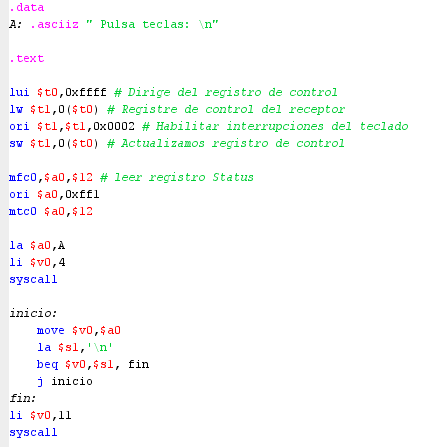 .data
A: .asciiz " Pulsa teclas: \n"
.text
lui $t0,0xffff # Dirige del registro de control
lw $t1,0($t0) # Registre de control del receptor
ori $t1,$t1,0x0002 # Habilitar interrupciones del teclado
sw $t1,0($t0) # Actualizamos registro de control
mfc0,$a0,$12 # leer registro Status
ori $a0,0xff1
mtc0 $a0,$12
la $a0,A
li $v0,4
syscall
inicio:
move $v0,$a0
la $s1,'\n'
beq $v0,$s1, fin
j inicio
fin:
li $v0,11
syscall